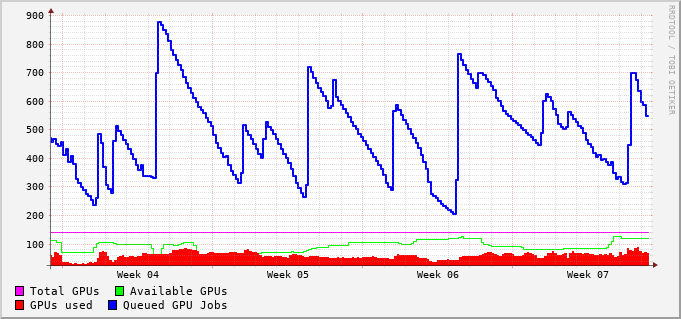 900
800
700
600
500
400
300
200
100
Week 04 Week 05 Week 06 Week 07
Total GPUs Available GPUs
GPUs used Queued GPU Jobs
RRDTOOL / TOBI OETIKER